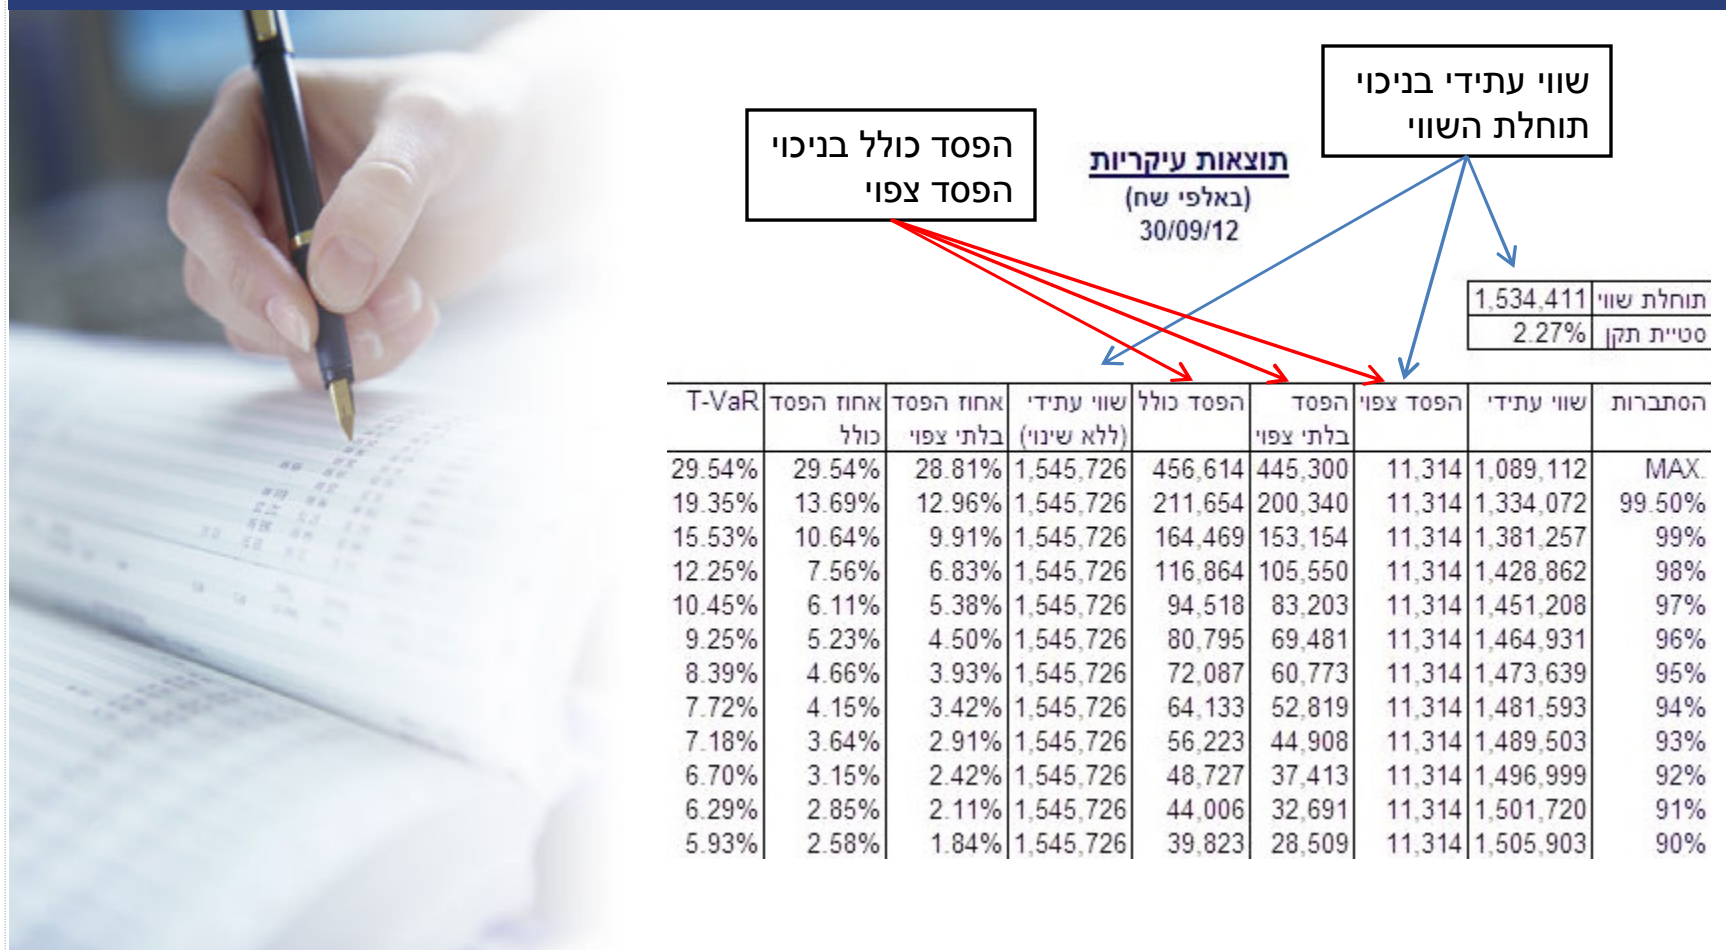 שווי עתידי בניכוי
תוחלת השווי
הפסד כולל בניכוי
הפסד צפוי
תוצאות עיקריות
(באלפי שח)
30/09/12
תוחלת שווי 1,534,411
סטיית תקן 2.27%
הסתברות שווי עתידי הפסד צפוי הפסד הפסד כולל שווי עתידי אחוז הפסד אחוז הפסד T-VaR
בלתי צפוי (ללא שינוי) בלתי צפוי כולל
MAX. 1,089,112 11,314 445,300 456,614 1,545,726 28.81% 29.54% 29.54%
99.50% 1,334,072 11,314 200,340 211,654 1,545,726 12.96% 13.69% 19.35%
99% 1,381,257 11,314 153,154 164,469 1,545,726 9.91% 10.64% 15.53%
98% 1,428,862 11,314 105,550 116,864 1,545,726 6.83% 7.56% 12.25%
97% 1,451,208 11,314 83,203 94,518 1,545,726 5.38% 6.11% 10.45%
96% 1,464,931 11,314 69,481 80,795 1,545,726 4.50% 5.23% 9.25%
95% 1,473,639 11,314 60,773 72,087 1,545,726 3.93% 4.66% 8.39%
94% 1,481,593 11,314 52,819 64,133 1,545,726 3.42% 4.15% 7.72%
93% 1,489,503 11,314 44,908 56,223 1,545,726 2.91% 3.64% 7.18%
92% 1,496,999 11,314 37,413 48,727 1,545,726 2.42% 3.15% 6.70%
91% 1,501,720 11,314 32,691 44,006 1,545,726 2.11% 2.85% 6.29%
90% 1,505,903 11,314 28,509 39,823 1,545,726 1.84% 2.58% 5.93%